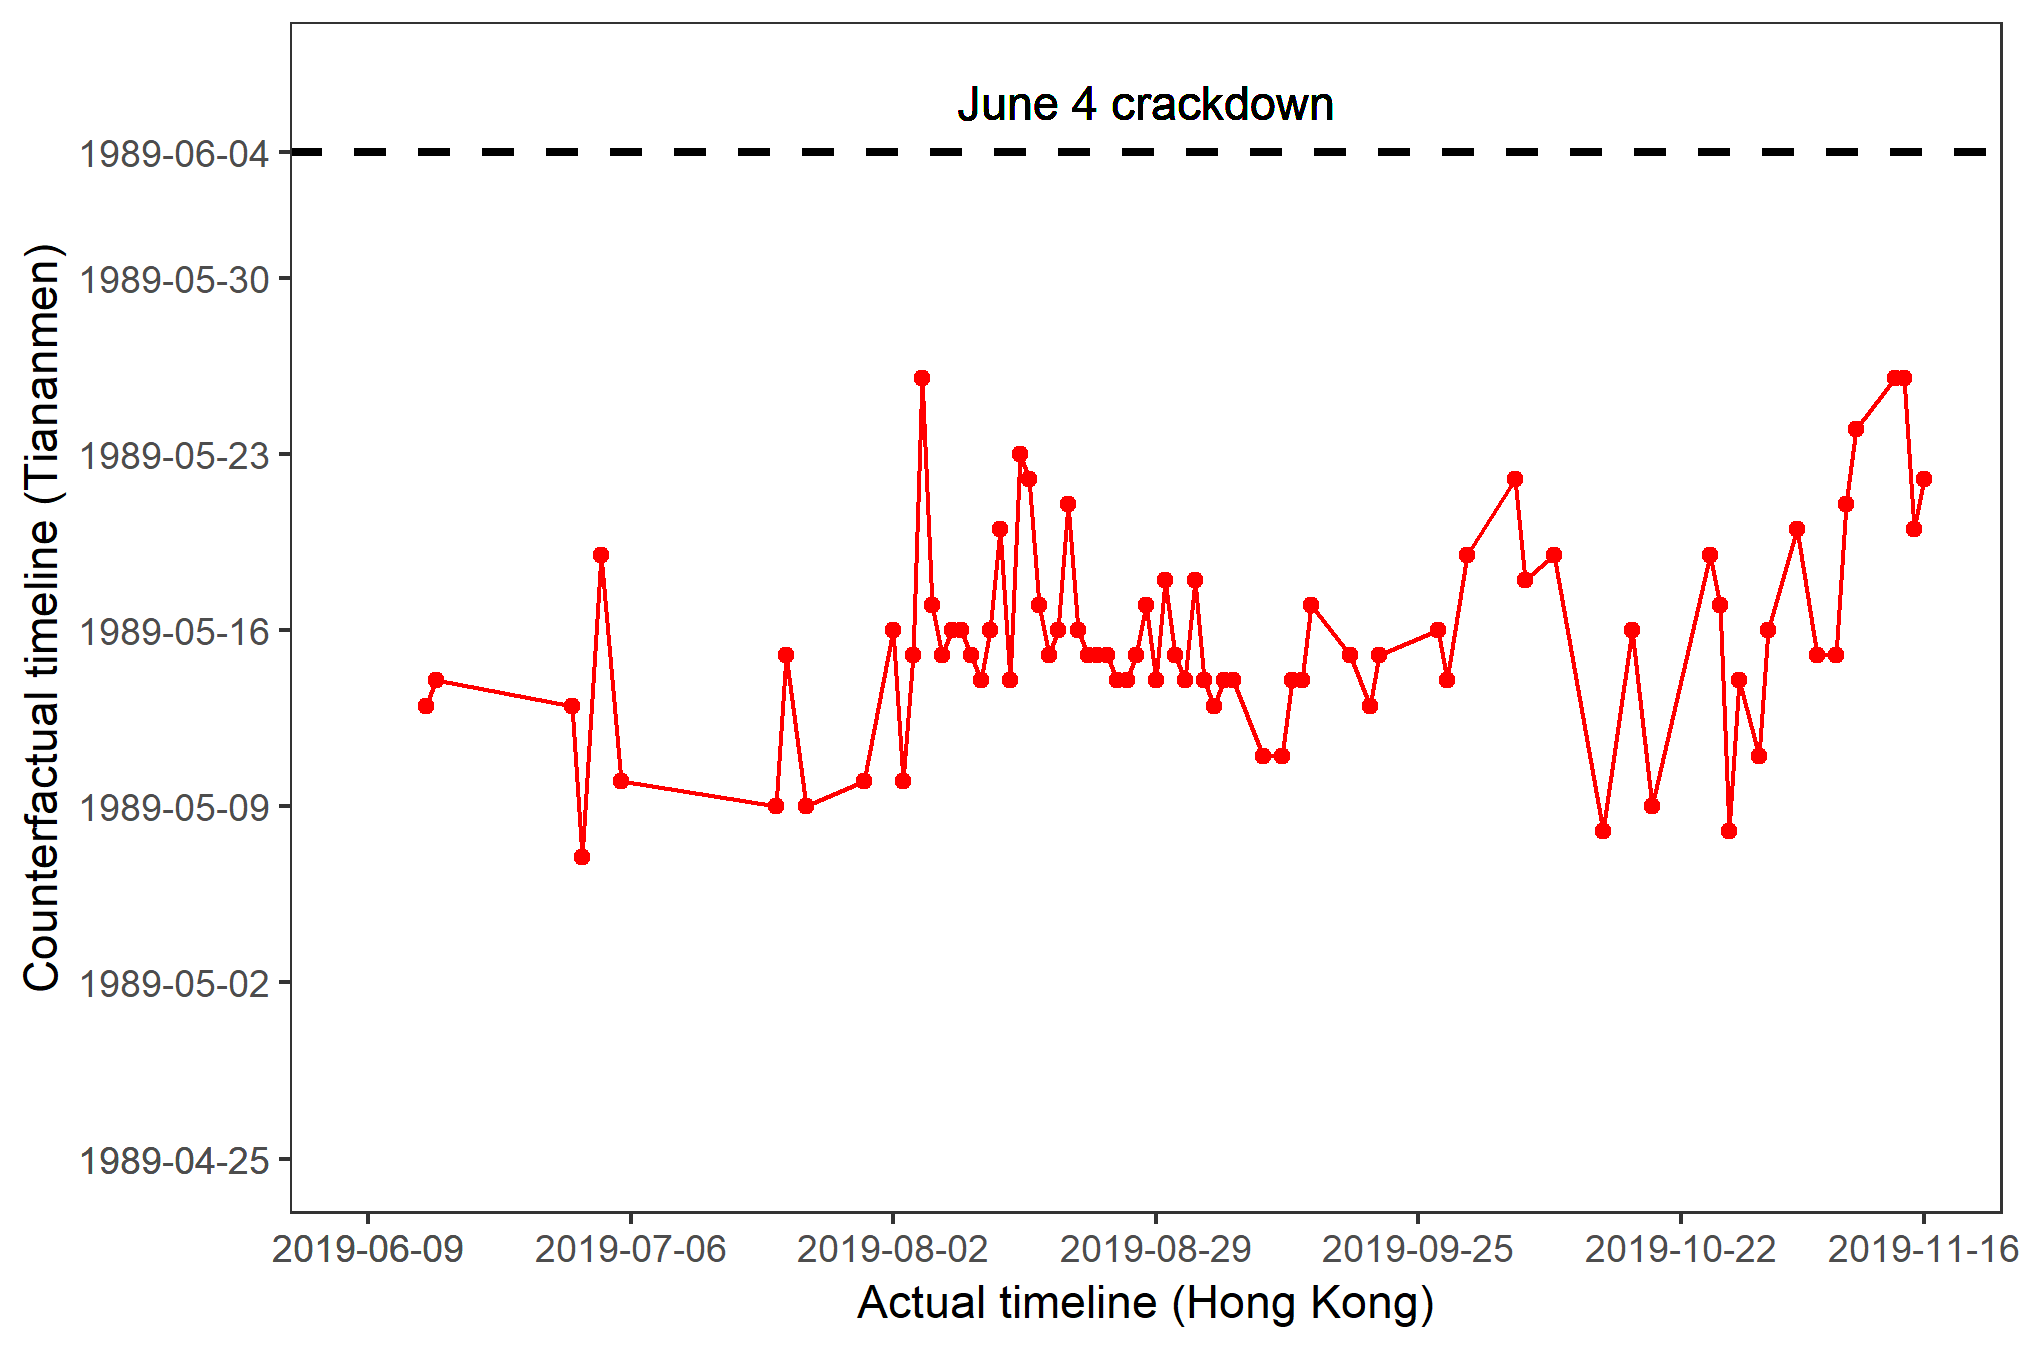 June 4 crackdown
Counterfactual timeline (Tiananmen)
1989-06-04
1989-05-30
1989-05-23
1989-05-16
1989-05-09
1989-05-02
1989-04-25
2019-06-09 2019-07-06 2019-08-02 2019-08-29 2019-09-25 2019-10-22 2019-11-16
Actual timeline (Hong Kong)